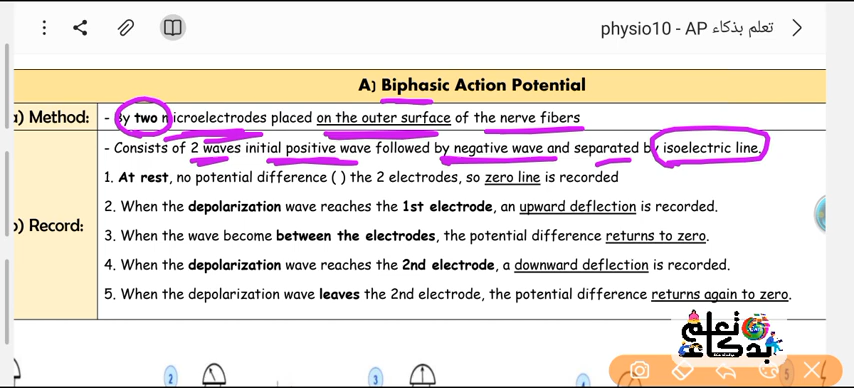 physio10 - AP تعلم بذكاء
A) Biphasic Action Potential
a) Method:
- By two microelectrodes placed on the outer surface of the nerve fibers
b) Record:
- Consists of 2 waves initial positive wave followed by negative wave and separated by isoelectric line.
1. At rest, no potential difference ( ) the 2 electrodes, so zero line is recorded
2. When the depolarization wave reaches the 1st electrode, an upward deflection is recorded.
3. When the wave become between the electrodes, the potential difference returns to zero.
4. When the depolarization wave reaches the 2nd electrode, a downward deflection is recorded.
5. When the depolarization wave leaves the 2nd electrode, the potential difference returns again to zero.
تعلم
بذكاء
2
3
4
5